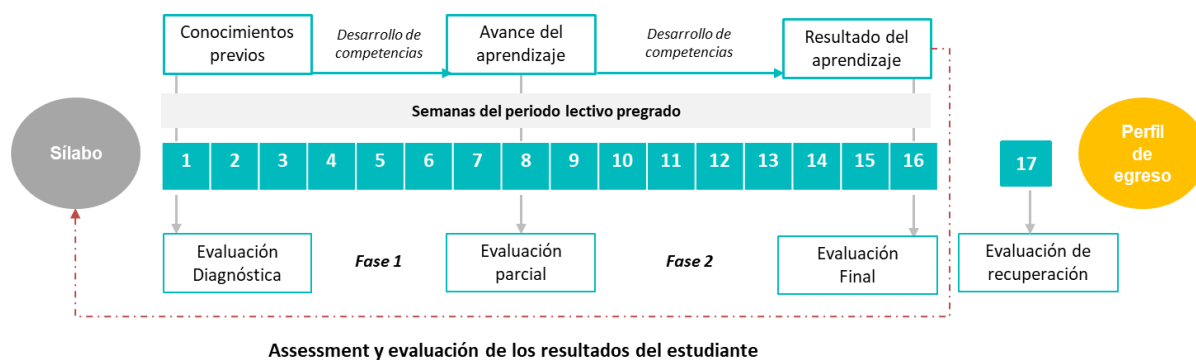 Conocimientos
previos
Desarrollo de
competencias
Avance del
aprendizaje
Desarrollo de
competencias
Resultado del
aprendizaje
Semanas del periodo lectivo pregrado
Sílabo
1 2 3 4 5 6 7 8 9 10 11 12 13 14 15 16
17
Perfil
de
egreso
Evaluación
Diagnóstica
Fase 1
Evaluación
parcial
Fase 2
Evaluación
Final
Evaluación de
recuperación
Assessment y evaluación de los resultados del estudiante